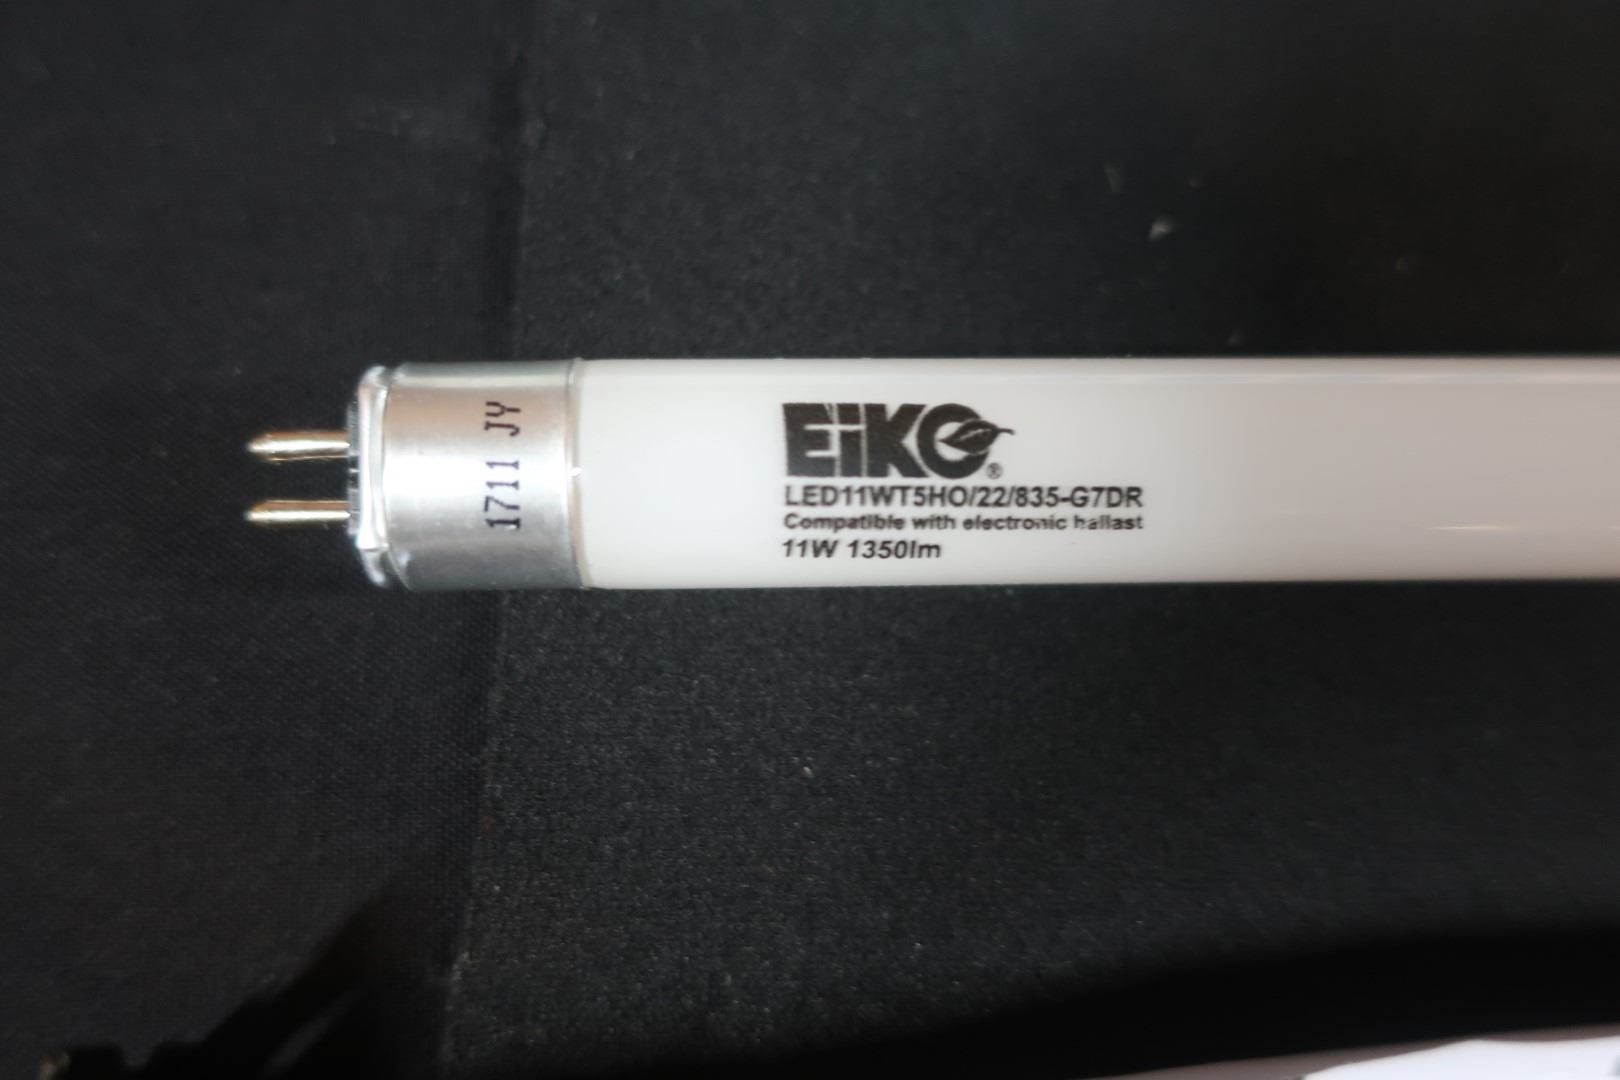 1711 JY
EiKO®
LED11WT5HO/22/835-G7DR
Compatible with electronic ballast
11W 1350lm